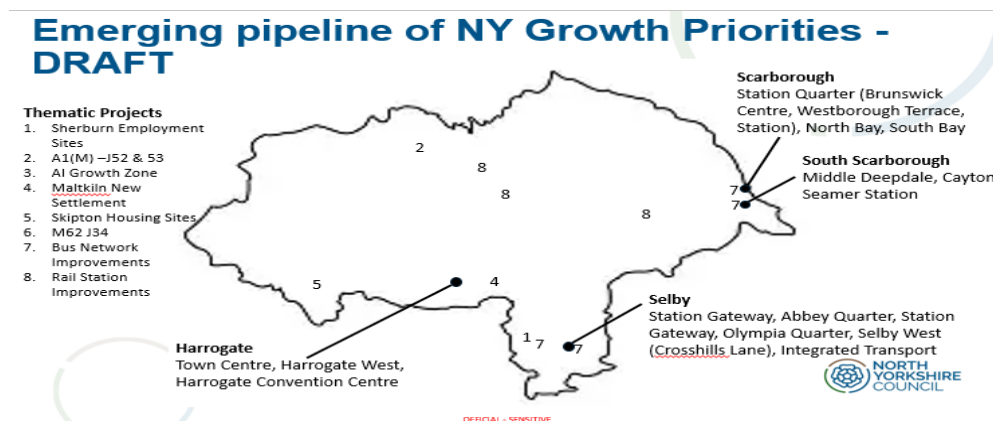 Emerging pipeline of NY Growth Priorities -
DRAFT
Thematic Projects
1. Sherburn Employment
Sites
2. A1(M) –J52 & 53
3. AI Growth Zone
4. Maltkiln New
Settlement
5. Skipton Housing Sites
6. M62 J34
7. Bus Network
Improvements
8. Rail Station
Improvements
Scarborough
Station Quarter (Brunswick
Centre, Westborough Terrace,
Station), North Bay, South Bay
South Scarborough
Middle Deepdale, Cayton
Seamer Station
2
8
8
8
7
7
5
4
1
7
7
Selby
Station Gateway, Abbey Quarter, Station
Gateway, Olympia Quarter, Selby West
(Crosshills Lane), Integrated Transport
Harrogate
Town Centre, Harrogate West,
Harrogate Convention Centre
NORTH
YORKSHIRE
COUNCIL
OFFICIAL - SENSITIVE